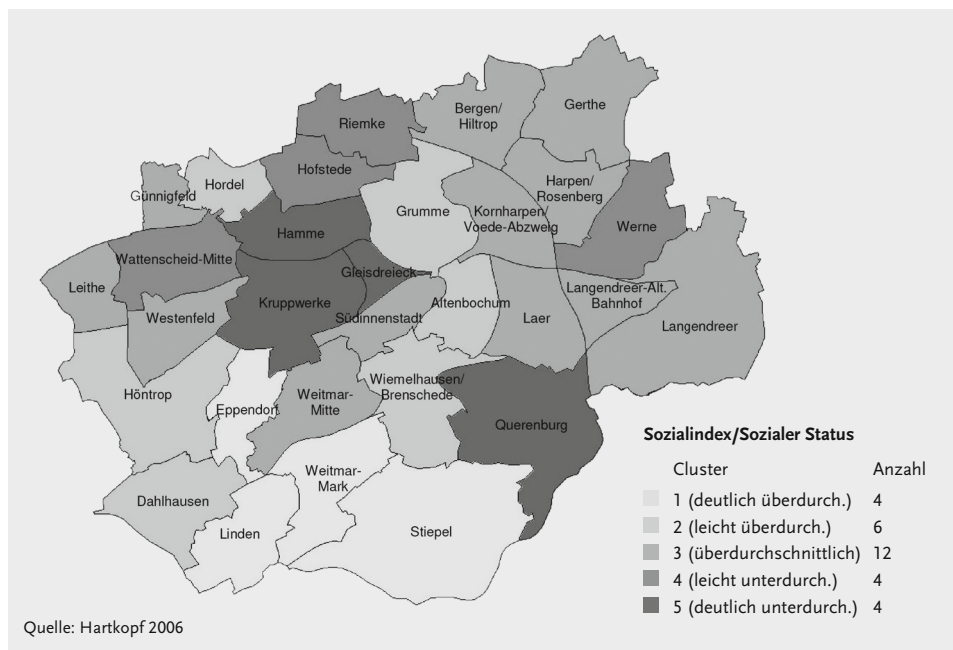 Gerthe
Bergen/
Hiltrop
Riemke
Hofstede
Harpen/
Rosenberg
Hordel
Günnigfeld
Grumme
Kornharpen/
Voede-Abzweig
Werne
Hamme
Wattenscheid-Mitte
Gleisdreieck
Leithe
Langendreer-Alt.
Bahnhof
Kruppwerke
Altenbochum
Westenfeld
Südinnenstadt
Laer
Langendreer
Wiemelhausen/
Brenschede
Höntrop
Weitmar-
Mitte
Eppendorf
Querenburg
Weitmar-
Mark
Dahlhausen
Linden
Stiepel
Sozialindex/Sozialer Status
Cluster Anzahl
1 (deutlich überdurch.) 4
2 (leicht überdurch.) 6
3 (überdurchschnittlich) 12
4 (leicht unterdurch.) 4
5 (deutlich unterdurch.) 4
Quelle: Hartkopf 2006